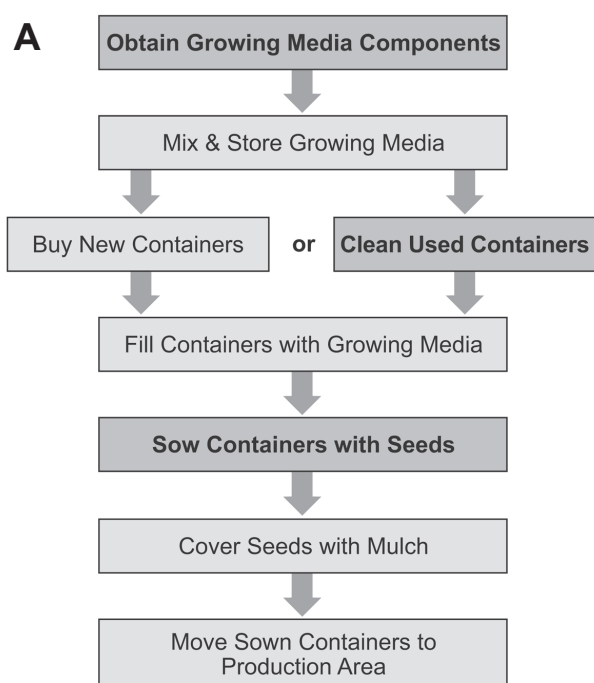 A
Obtain Growing Media Components
Mix & Store Growing Media
Buy New Containers or Clean Used Containers
Fill Containers with Growing Media
Sow Containers with Seeds
Cover Seeds with Mulch
Move Sown Containers to
Production Area